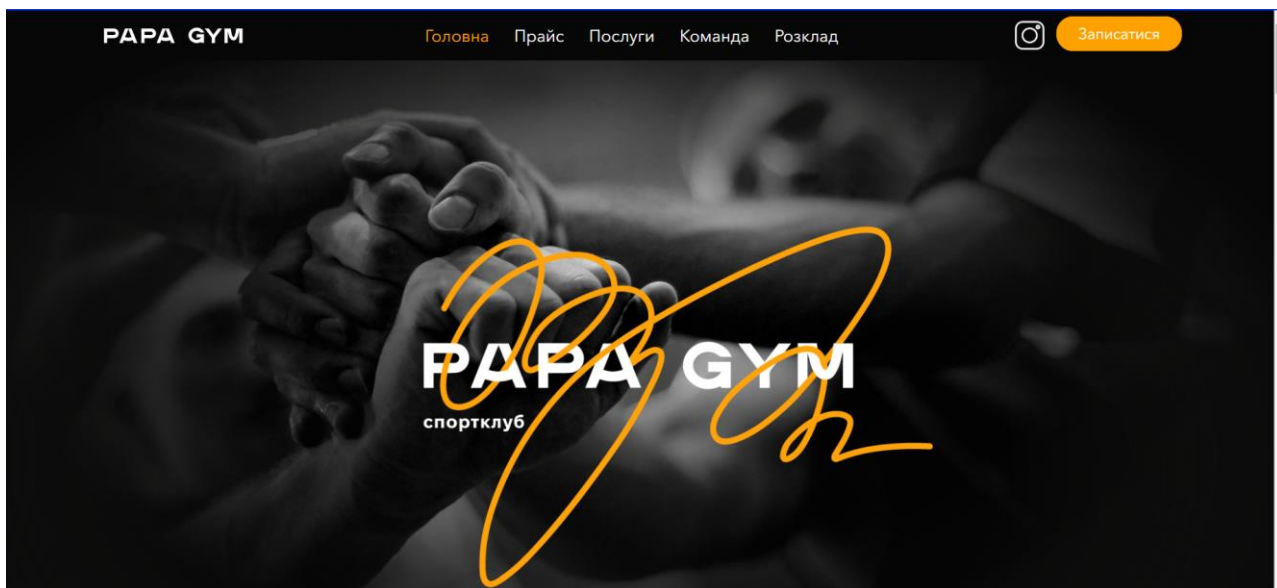 PAPA GYM
Головна Прайс Послуги Команда Розклад
Записатися
PAPA GYM
спортклуб